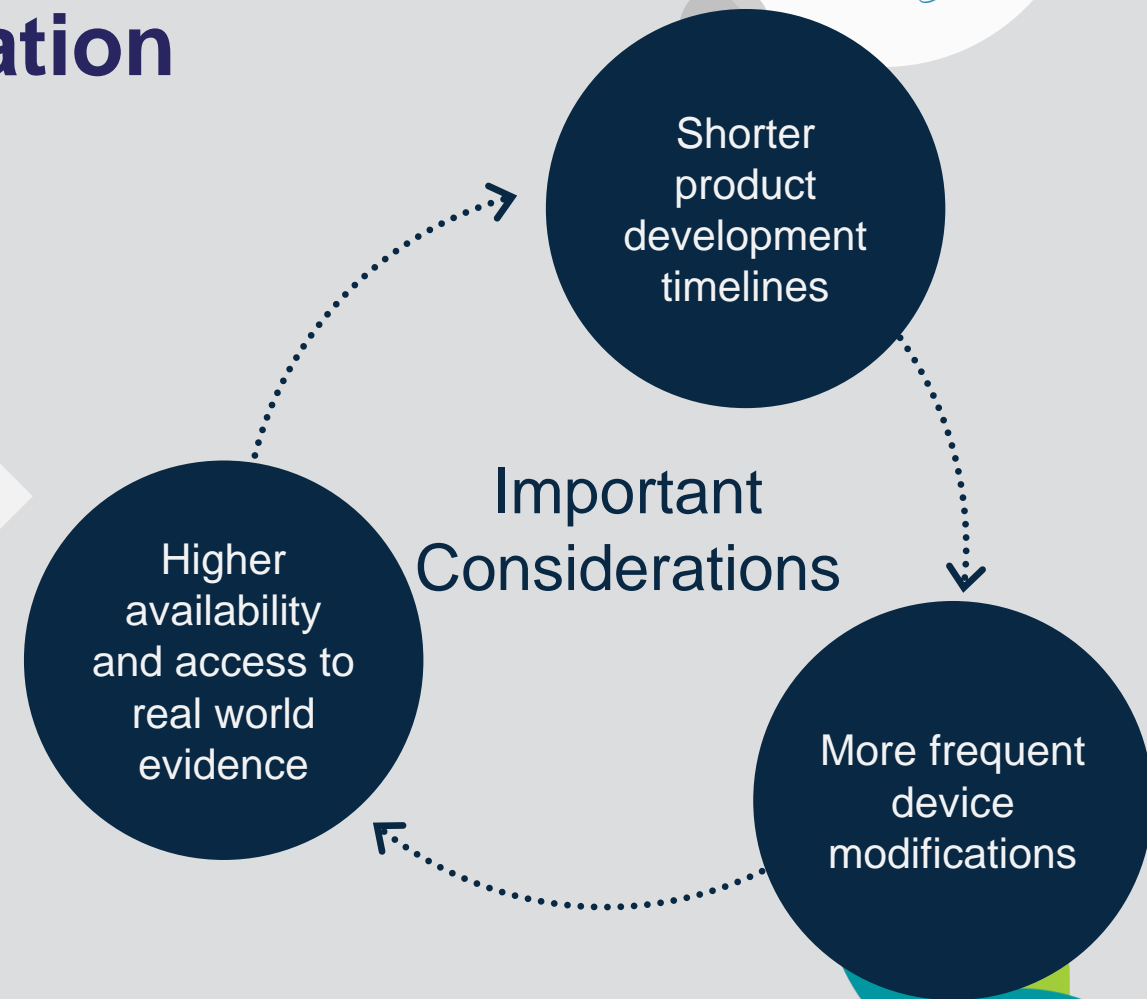 ation
Shorter
product
development
timelines
Important
Considerations
Higher
availability
and access to
real world
evidence
More frequent
device
modifications